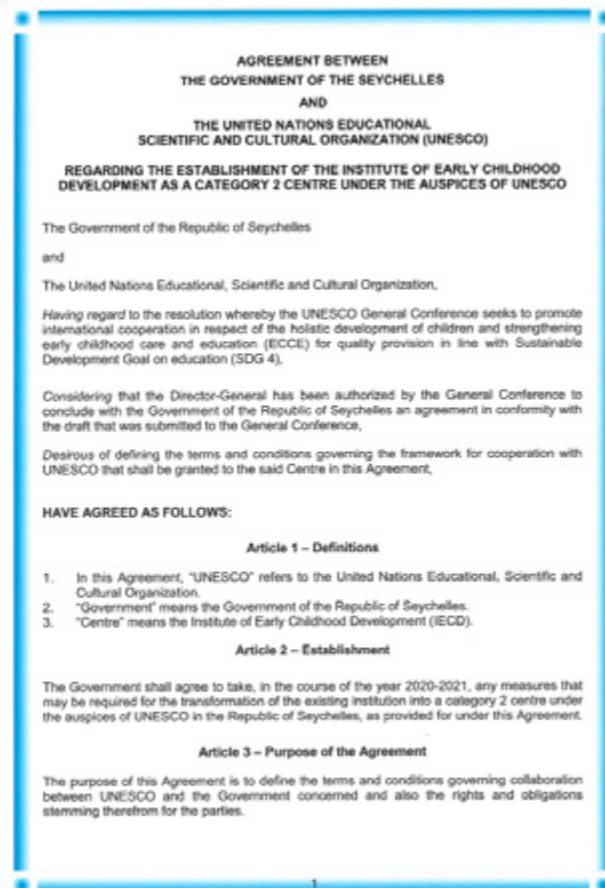 AGREEMENT BETWEEN
THE GOVERNMENT OF THE SEYCHELLES
AND
THE UNITED NATIONS EDUCATIONAL
SCIENTIFIC AND CULTURAL ORGANIZATION (UNESCO)
REGARDING THE ESTABLISHMENT OF THE INSTITUTE OF EARLY CHILDHOOD
DEVELOPMENT AS A CATEGORY 2 CENTRE UNDER THE AUSPICES OF UNESCO
The Government of the Republic of Seychelles
and
The United Nations Educational, Scientific and Cultural Organization,
Having regard to the resolution whereby the UNESCO General Conference seeks to promote
international cooperation in respect of the holistic development of children and strengthening
early childhood care and education (ECCE) for quality provision in line with Sustainable
Development Goal on education (SDG 4),
Considering that the Director-General has been authorized by the General Conference to
conclude with the Government of the Republic of Seychelles an agreement in conformity with
the draft that was submitted to the General Conference,
Desirous of defining the terms and conditions governing the framework for cooperation with
UNESCO that shall be granted to the said Centre in this Agreement,
HAVE AGREED AS FOLLOWS:
Article 1 – Definitions
1. In this Agreement, "UNESCO" refers to the United Nations Educational, Scientific and
Cultural Organization.
2. "Government" means the Government of the Republic of Seychelles.
3. "Centre" means the Institute of Early Childhood Development (IECD).
Article 2 – Establishment
The Government shall agree to take, in the course of the year 2020-2021, any measures that
may be required for the transformation of the existing institution into a category 2 centre under
the auspices of UNESCO in the Republic of Seychelles, as provided for under this Agreement.
Article 3 – Purpose of the Agreement
The purpose of this Agreement is to define the terms and conditions governing collaboration
between UNESCO and the Government concerned and also the rights and obligations
stemming therefrom for the parties.
1